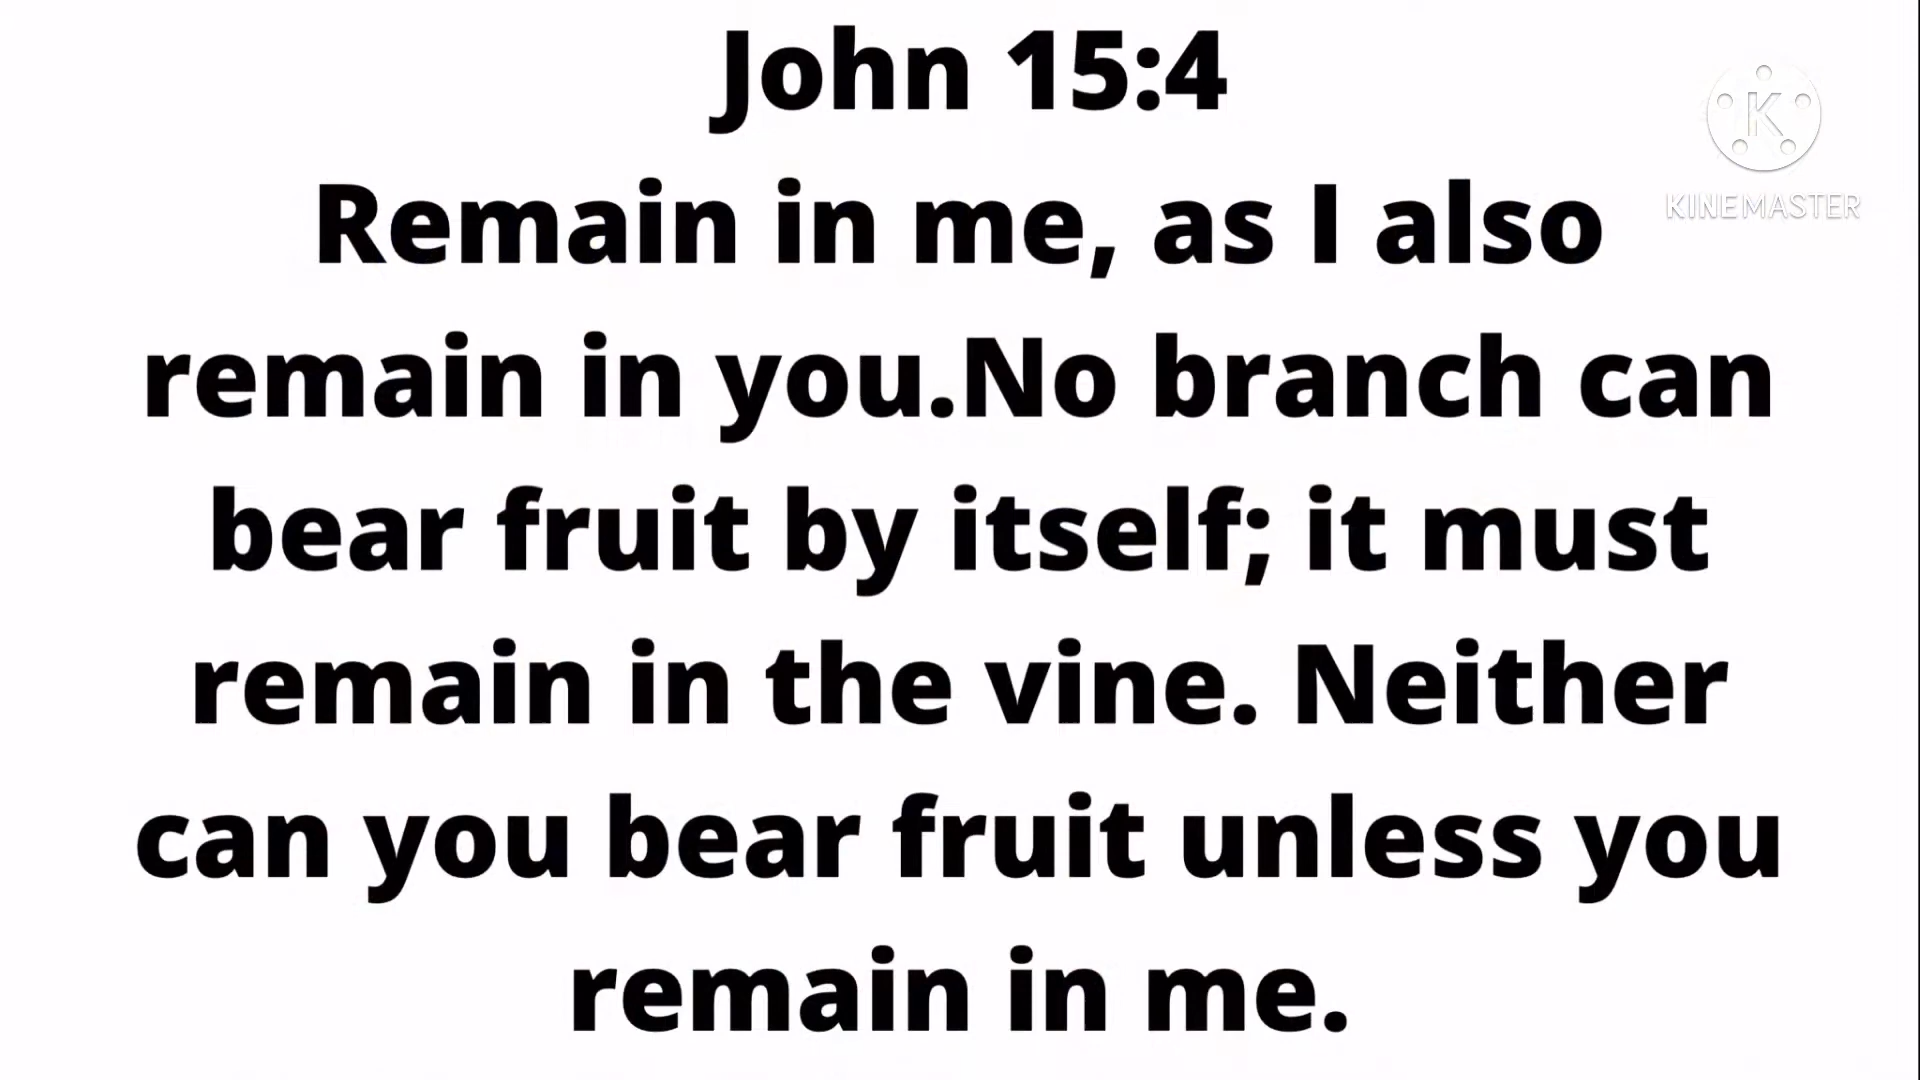 John 15:4
Remain in me, as I also
remain in you.No branch can
bear fruit by itself; it must
remain in the vine. Neither
can you bear fruit unless you
remain in me.
K
KINEMASTER